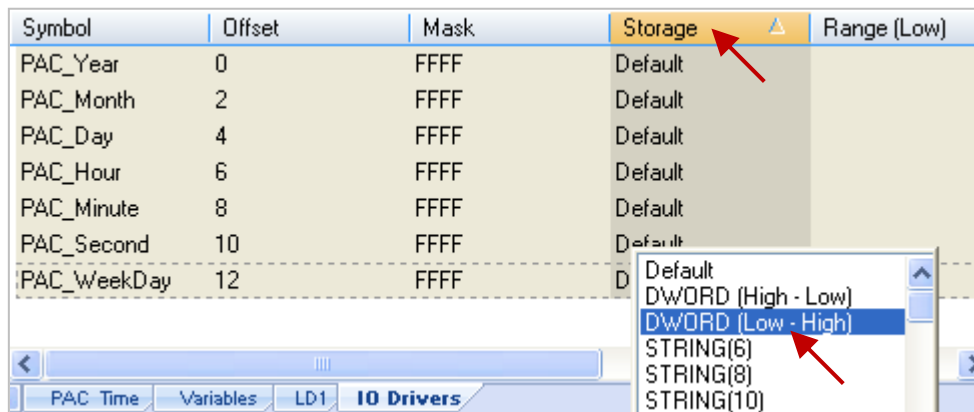 Symbol Offset Mask Storage Range (Low)
PAC_Year 0 FFFF Default
PAC_Month 2 FFFF Default
PAC_Day 4 FFFF Default
PAC_Hour 6 FFFF Default
PAC_Minute 8 FFFF Default
PAC_Second 10 FFFF Default
PAC_WeekDay 12 FFFF D
Default
DWORD (High - Low)
DWORD (Low - High)
STRING(6)
STRING(8)
STRING(10)
PAC_Time Variables LD1 IO Drivers